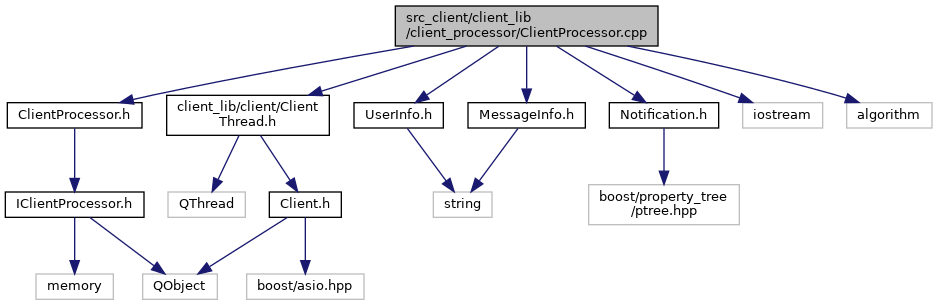 src_client/client_lib
/client_processor/ClientProcessor.cpp
ClientProcessor.h
client_lib/client/Client
Thread.h
UserInfo.h
MessageInfo.h
Notification.h
iostream
algorithm
IClientProcessor.h
QThread
Client.h
string
boost/property_tree
/ptree.hpp
memory
QObject
boost/asio.hpp